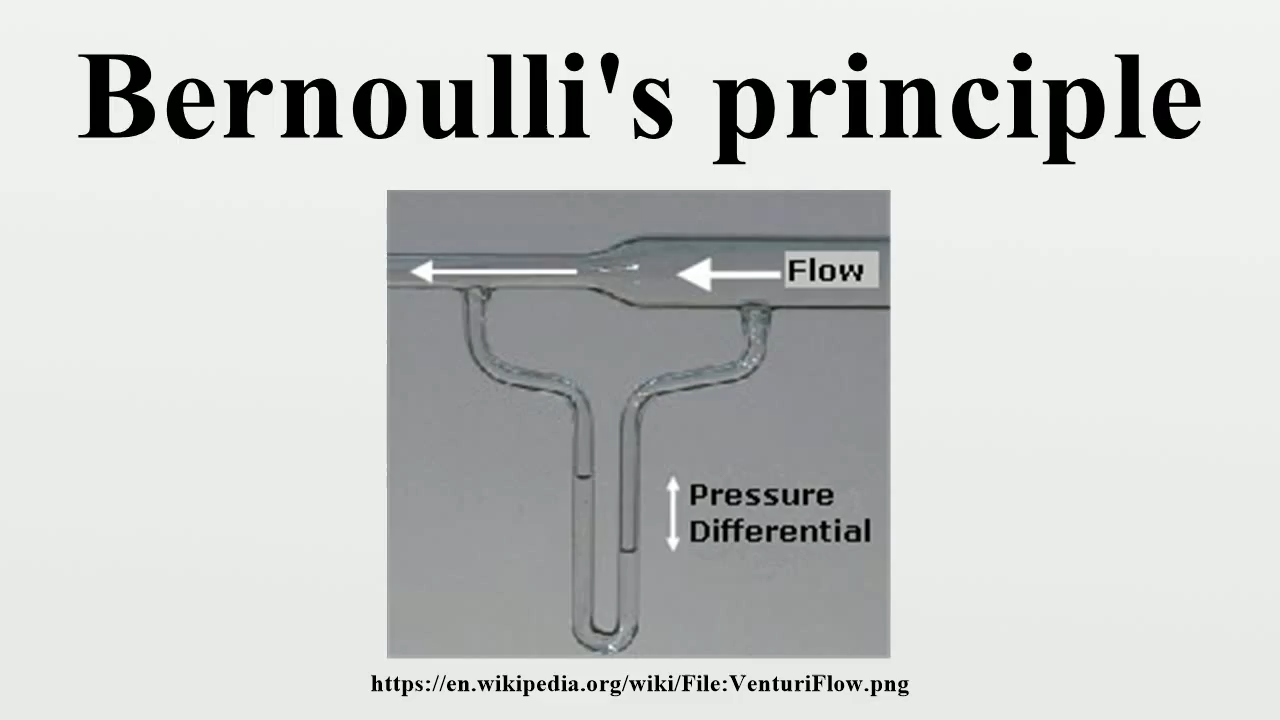 Bernoulli's principle
Flow
Pressure
Differential
https://en.wikipedia.org/wiki/File:VenturiFlow.png